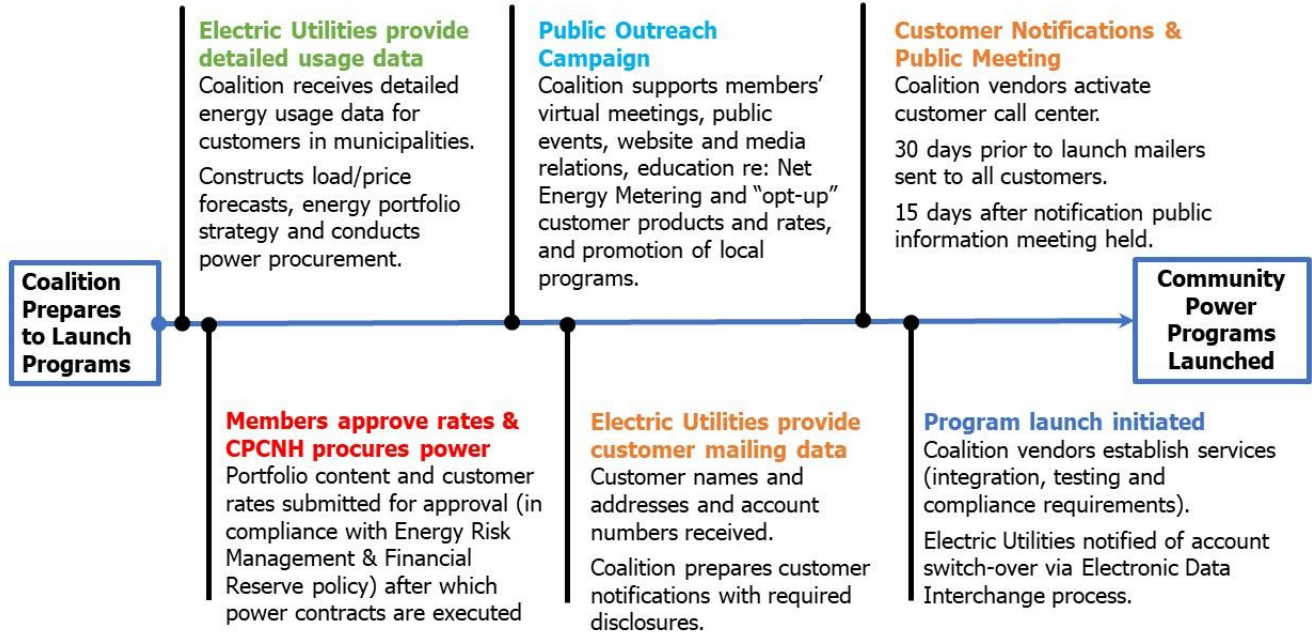 Electric Utilities provide
detailed usage data
Coalition receives detailed
energy usage data for
customers in municipalities.
Constructs load/price
forecasts, energy portfolio
strategy and conducts
power procurement.
Public Outreach
Campaign
Coalition supports members'
virtual meetings, public
events, website and media
relations, education re: Net
Energy Metering and “opt-up”
customer products and rates,
and promotion of local
programs.
Customer Notifications &
Public Meeting
Coalition vendors activate
customer call center.
30 days prior to launch mailers
sent to all customers.
15 days after notification public
information meeting held.
Coalition
Prepares
to Launch
Programs
Community
Power
Programs
Launched
Members approve rates &
CPCNH procures power
Portfolio content and customer
rates submitted for approval (in
compliance with Energy Risk
Management & Financial
Reserve policy) after which
power contracts are executed
Electric Utilities provide
customer mailing data
Customer names and
addresses and account
numbers received.
Coalition prepares customer
notifications with required
disclosures.
Program launch initiated
Coalition vendors establish services
(integration, testing and
compliance requirements).
Electric Utilities notified of account
switch-over via Electronic Data
Interchange process.